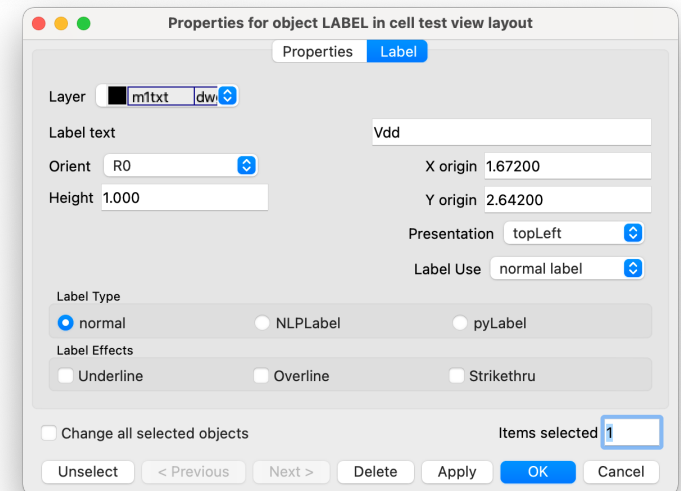 Properties for object LABEL in cell test view layout
Properties Label
Layer m1txt
Label text Vdd
Orient R0 X origin 1.67200
Height 1.000 Y origin 2.64200
Presentation topLeft
Label Use normal label
Label Type
normal NLPLabel pyLabel
Label Effects
Underline Overline Strikethru
Change all selected objects Items selected 1
Unselect < Previous Next > Delete Apply OK Cancel